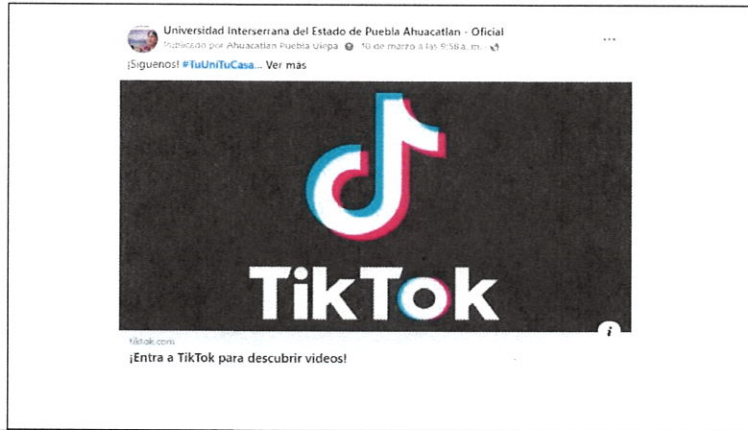 Universidad Interserrana del Estado de Puebla Ahuacatlan - Oficial
Publicado por Ahuacatlan Puebla Uiepa · 10 de marzo a las 9:58 a. m. ·
¡Síguenos! #TuUniTuCasa... Ver más
TikTok
tiktok.com
¡Entra a TikTok para descubrir videos!